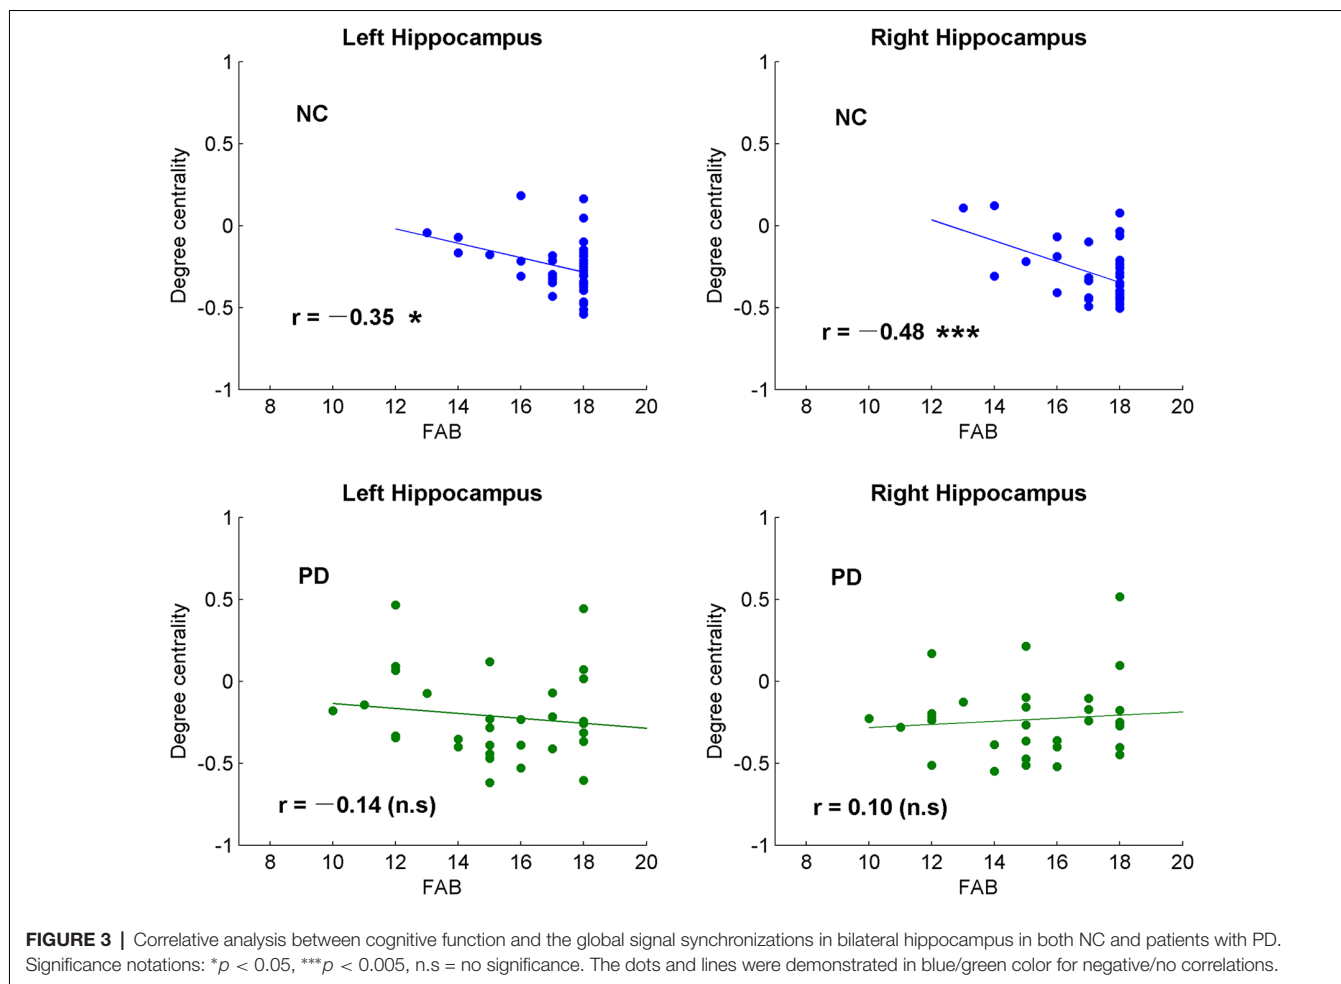 Left Hippocampus
1
0.5
0
-0.5
-1
Degree centrality
NC
r = −0.35 *
8 10 12 14 16 18 20
FAB
Right Hippocampus
1
0.5
0
-0.5
-1
Degree centrality
NC
r = −0.48 ***
8 10 12 14 16 18 20
FAB
Left Hippocampus
1
0.5
0
-0.5
-1
Degree centrality
PD
r = −0.14 (n.s)
8 10 12 14 16 18 20
FAB
Right Hippocampus
1
0.5
0
-0.5
-1
Degree centrality
PD
r = 0.10 (n.s)
8 10 12 14 16 18 20
FAB
FIGURE 3 | Correlative analysis between cognitive function and the global signal synchronizations in bilateral hippocampus in both NC and patients with PD.
Significance notations: *p < 0.05, ***p < 0.005, n.s = no significance. The dots and lines were demonstrated in blue/green color for negative/no correlations.